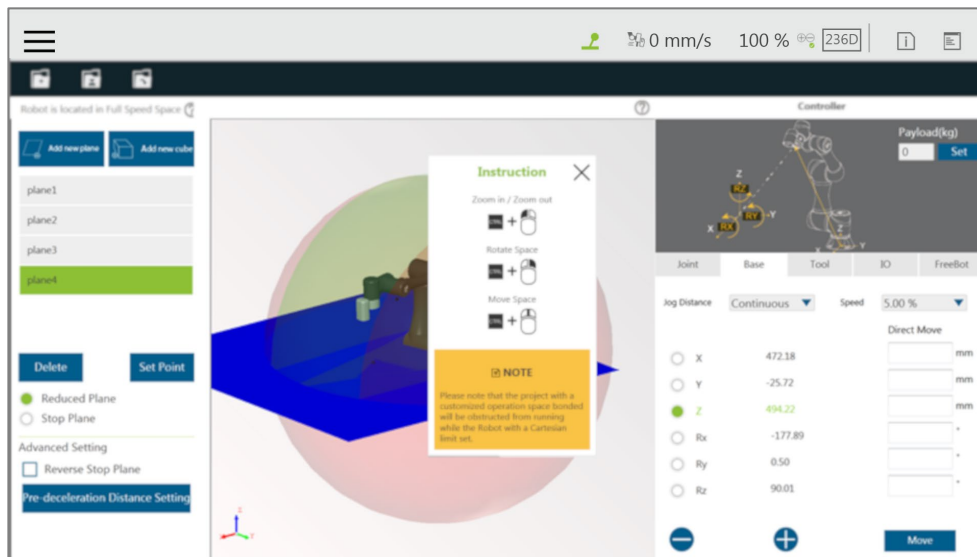 0 mm/s 100 % 236D
Robot is located in Full Speed Space
Controller
Add new plane Add new cube
plane1
plane2
plane3
plane4
Delete Set Point
Reduced Plane
Stop Plane
Advanced Setting
Reverse Stop Plane
Pre-deceleration Distance Setting
Instruction
Zoom in / Zoom out
CTRL +
Rotate Space
CTRL +
Move Space
CTRL +
NOTE
Please note that the project with a
customized operation space bonded
will be obstructed from running
while the Robot with a Cartesian
limit set.
Payload(kg)
0 Set
Z
RZ
RY Y
X RX
Z
X Y
Joint Base Tool IO FreeBot
Jog Distance Continuous Speed 5.00 %
Direct Move
X 472.18 mm
Y -25.72 mm
Z 494.22 mm
Rx -177.89 °
Ry 0.50 °
Rz 90.01 °
Move